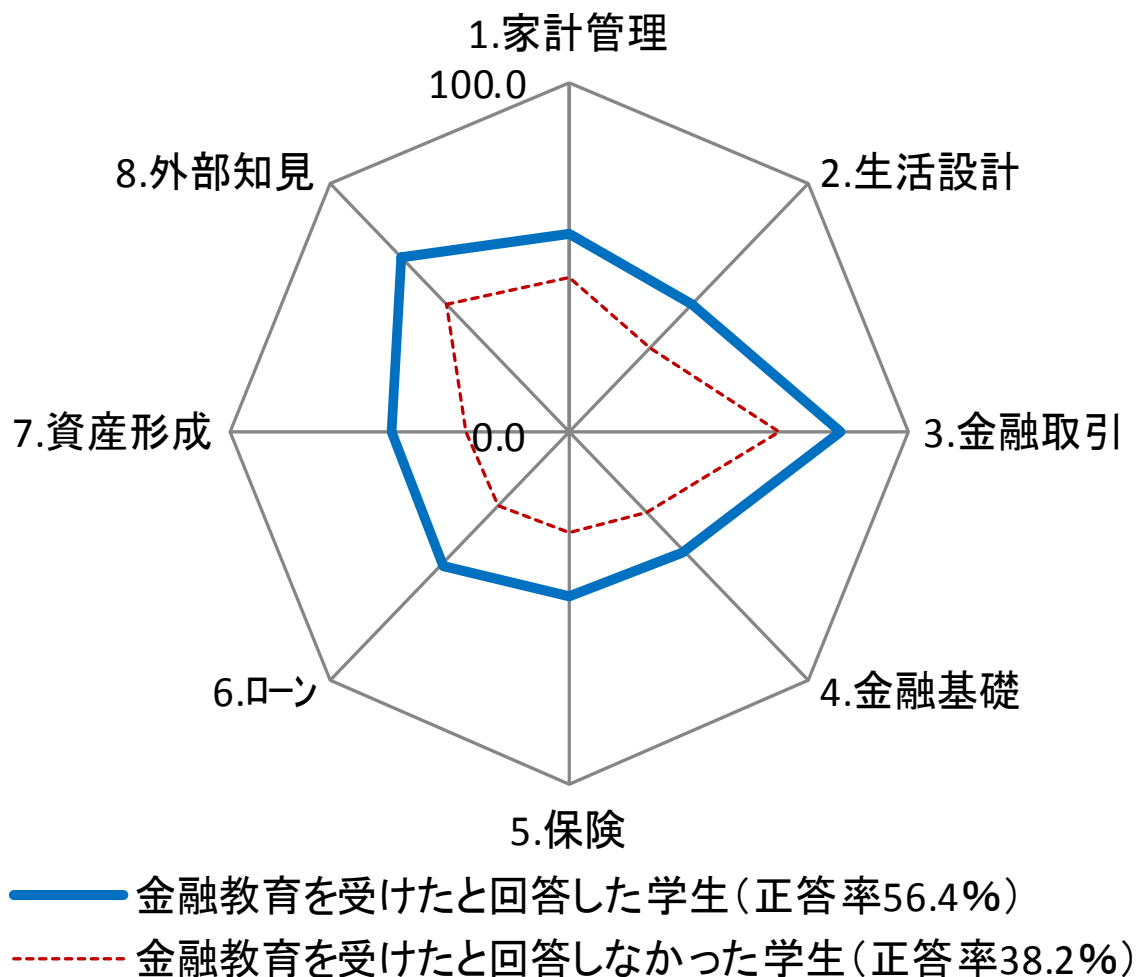 1.家計管理
100.0
8.外部知見
2.生活設計
7.資産形成
0.0
3.金融取引
6.ローン
4.金融基礎
5.保険
金融教育を受けたと回答した学生(正答率56.4%)
金融教育を受けたと回答しなかった学生(正答率38.2%)